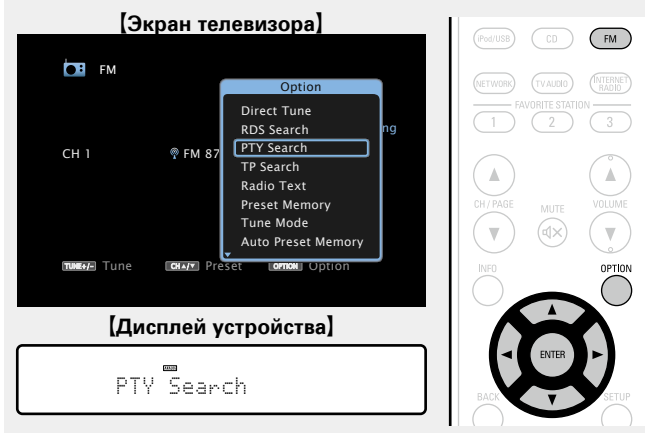 【Экран телевизора】
FM
Option
Direct Tune
RDS Search
ng
PTY Search
CH 1
FM 87
TP Search
Radio Text
Preset Memory
Tune Mode
Auto Preset Memory
TUNE+/- Tune
CH▲/▼ Preset
OPTION Option
【Дисплей устройства】
PTY Search
iPod/USB
CD
FM
NETWORK
TV AUDIO
INTERNET RADIO
FAVORITE STATION
1
2
3
CH / PAGE
MUTE
VOLUME
INFO
OPTION
ENTER
BACK
SETUP